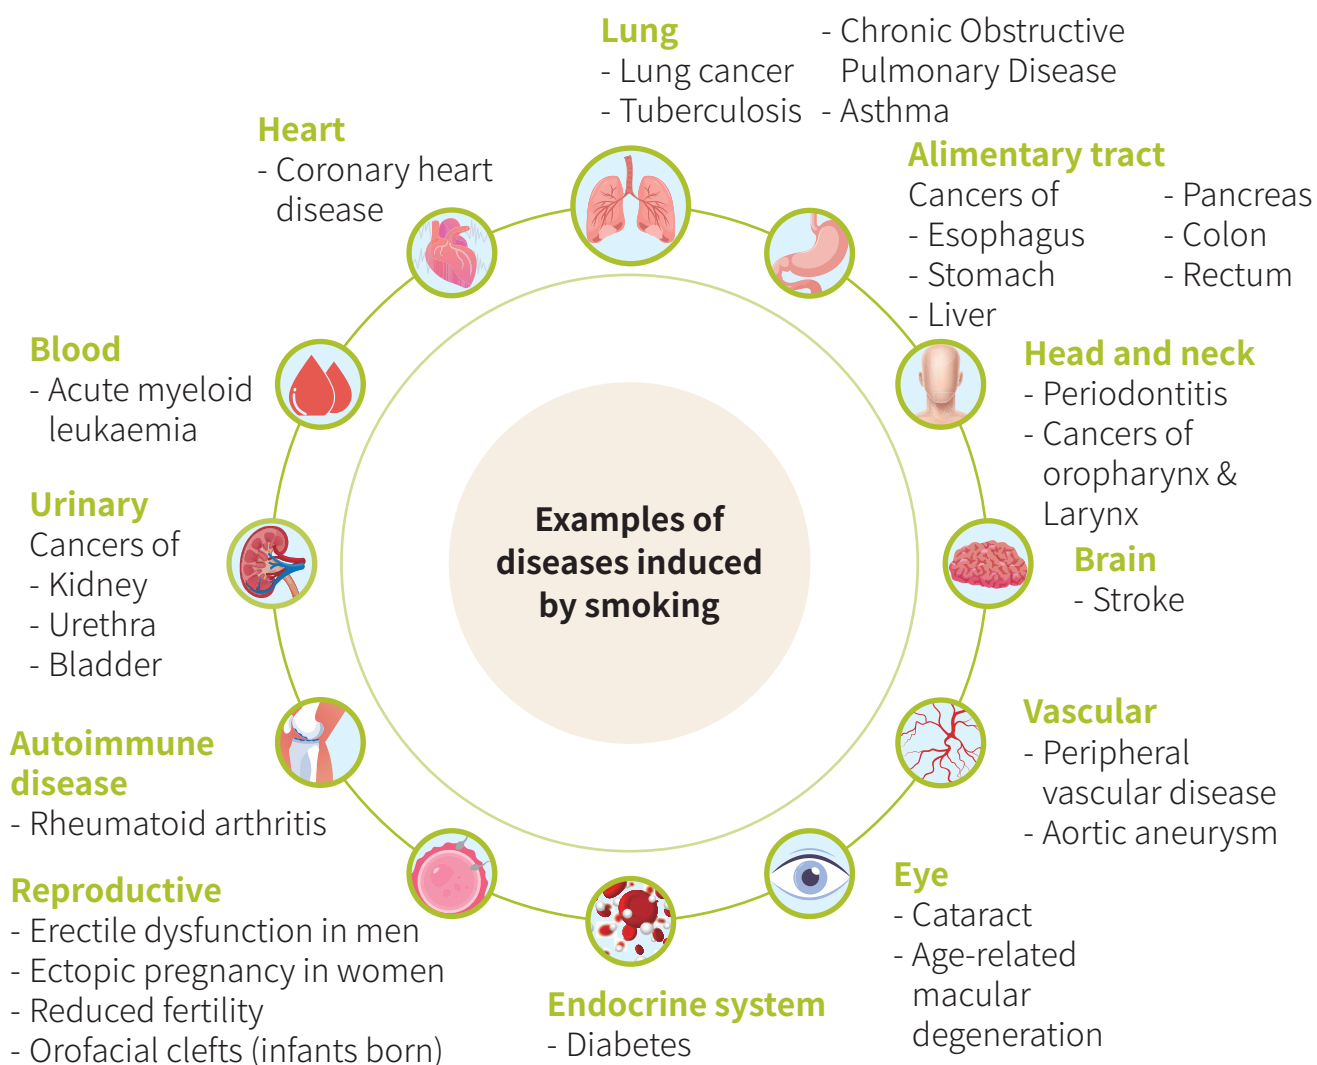 Examples of
diseases induced
by smoking
Lung
- Lung cancer
- Tuberculosis
- Chronic Obstructive
Pulmonary Disease
- Asthma
Alimentary tract
Cancers of
- Esophagus
- Stomach
- Liver
- Pancreas
- Colon
- Rectum
Head and neck
- Periodontitis
- Cancers of
oropharynx &
Larynx
Brain
- Stroke
Vascular
- Peripheral
vascular disease
- Aortic aneurysm
Eye
- Cataract
- Age-related
macular
degeneration
Endocrine system
- Diabetes
Reproductive
- Erectile dysfunction in men
- Ectopic pregnancy in women
- Reduced fertility
- Orofacial clefts (infants born)
Autoimmune
disease
- Rheumatoid arthritis
Urinary
Cancers of
- Kidney
- Urethra
- Bladder
Blood
- Acute myeloid
leukaemia
Heart
- Coronary heart
disease